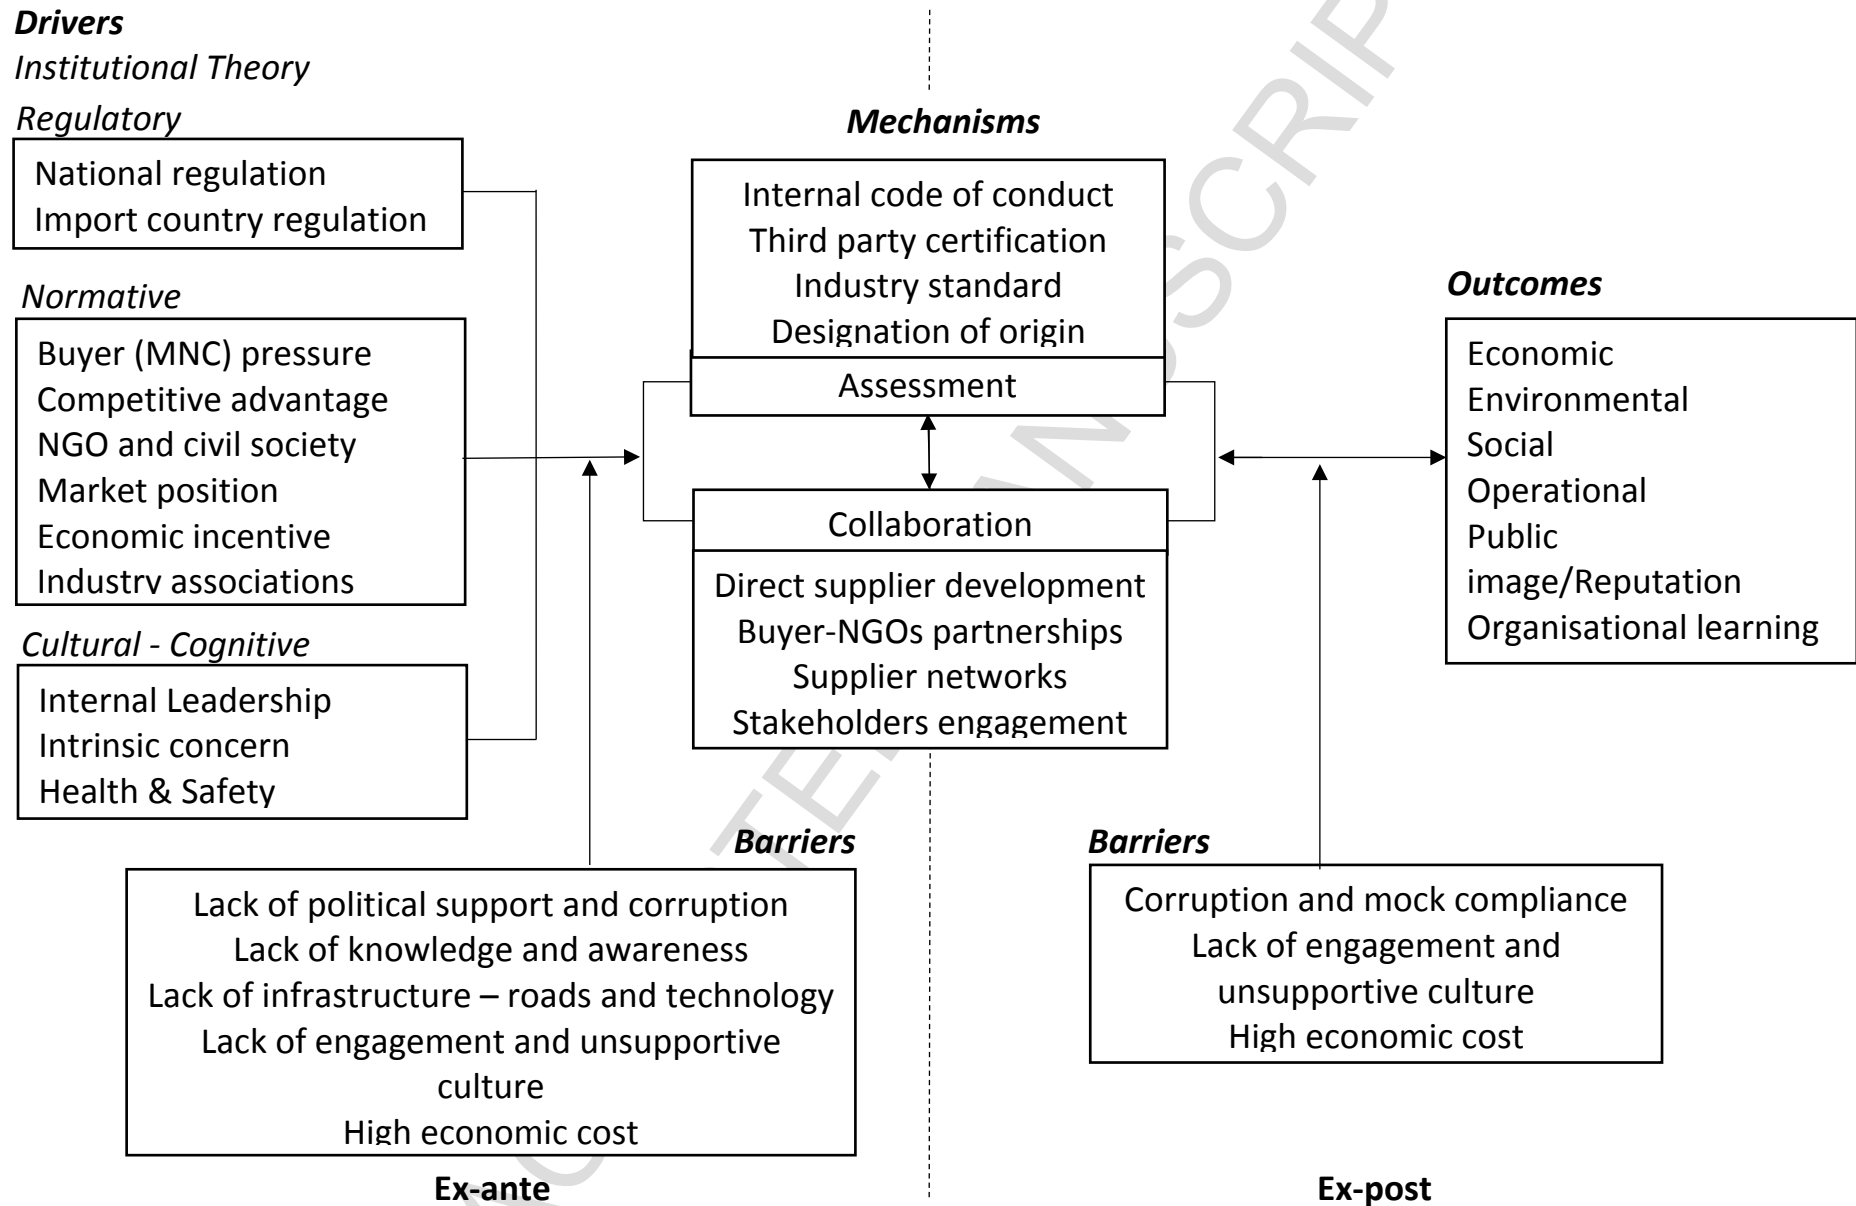 Drivers
Institutional Theory
Regulatory
National regulation
Import country regulation
Normative
Buyer (MNC) pressure
Competitive advantage
NGO and civil society
Market position
Economic incentive
Industry associations
Cultural - Cognitive
Internal Leadership
Intrinsic concern
Health & Safety
Mechanisms
Internal code of conduct
Third party certification
Industry standard
Designation of origin
Assessment
Collaboration
Direct supplier development
Buyer-NGOs partnerships
Supplier networks
Stakeholders engagement
Outcomes
Economic
Environmental
Social
Operational
Public
image/Reputation
Organisational learning
Barriers
Lack of political support and corruption
Lack of knowledge and awareness
Lack of infrastructure – roads and technology
Lack of engagement and unsupportive
culture
High economic cost
Barriers
Corruption and mock compliance
Lack of engagement and
unsupportive culture
High economic cost
Ex-ante
Ex-post